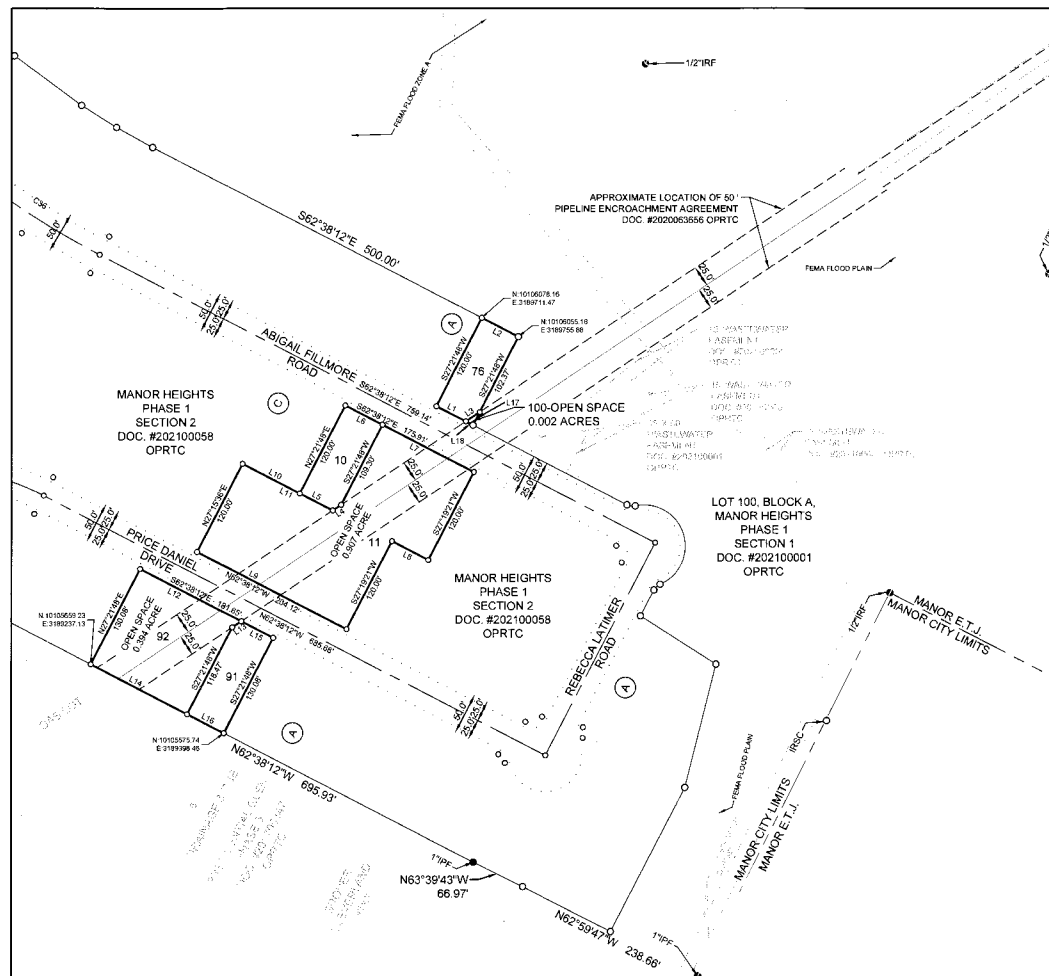 FEMA FLOOD ZONE A
1/2"IRF
S62°38'12"E 500.00'
APPROXIMATE LOCATION OF 50'
PIPELINE ENCROACHMENT AGREEMENT
DOC. #2020063656 OPRTC
FEMA FLOOD PLAIN
C36
50.0'
N:10106078.16
E:3189711.47
N:10106055.16
E:3189755.88
A
L2
25.0'
25.0'
50.0'
25.0' 25.0'
ABIGAIL FILLMORE
ROAD
S27°21'48"W
120.00'
76
S27°21'48"W
102.37'
L1
L3
L17
L18
100-OPEN SPACE
0.002 ACRES
MANOR HEIGHTS
PHASE 1
SECTION 2
DOC. #202100058
OPRTC
C
S62°38'12"E 759.14'
L6
S62°38'12"E 175.91'
L7
N27°21'48"E
120.00'
10
S27°21'48"W
109.30'
25.0'
25.0'
L10
L11
L5
L4
N27°15'36"E
120.00'
OPEN SPACE
0.907 ACRE
11
L8
S27°19'21"W
120.00'
S27°19'21"W
120.00'
L9
N62°38'12"W 204.12'
50.0'
25.0' 25.0'
LOT 100, BLOCK A,
MANOR HEIGHTS
PHASE 1
SECTION 1
DOC. #202100001
OPRTC
50.0'
25.0' 25.0'
PRICE DANIEL
DRIVE
MANOR HEIGHTS
PHASE 1
SECTION 2
DOC. #202100058
OPRTC
N:10105659.23
E:3189237.13
N27°21'48"E
130.08'
L12
S62°38'12"E 181.65'
N62°38'12"W 695.66'
OPEN SPACE
0.394 ACRE
92
25.0'
25.0'
L13
L15
S27°21'48"W
118.47'
91
S27°21'48"W
130.08'
L14
L16
REBECCA LATIMER
ROAD
A
1/2"IRF
MANOR E.T.J.
MANOR CITY LIMITS
50.0'
25.0' 25.0'
N:10105575.74
E:3189398.46
A
IRSC
N62°38'12"W 695.93'
FEMA FLOOD PLAIN
MANOR CITY LIMITS
MANOR E.T.J.
1"IPF
N63°39'43"W
66.97'
N62°59'47"W 238.66'
1"IPF